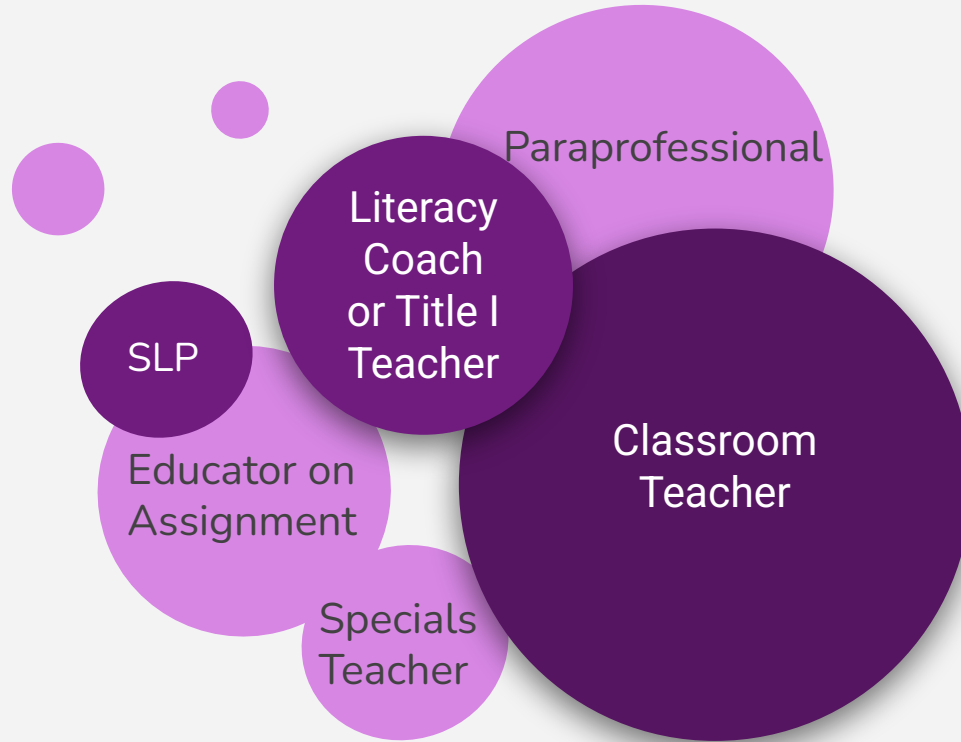 Paraprofessional
Literacy
Coach
or Title I
Teacher
SLP
Classroom
Teacher
Educator on
Assignment
Specials
Teacher